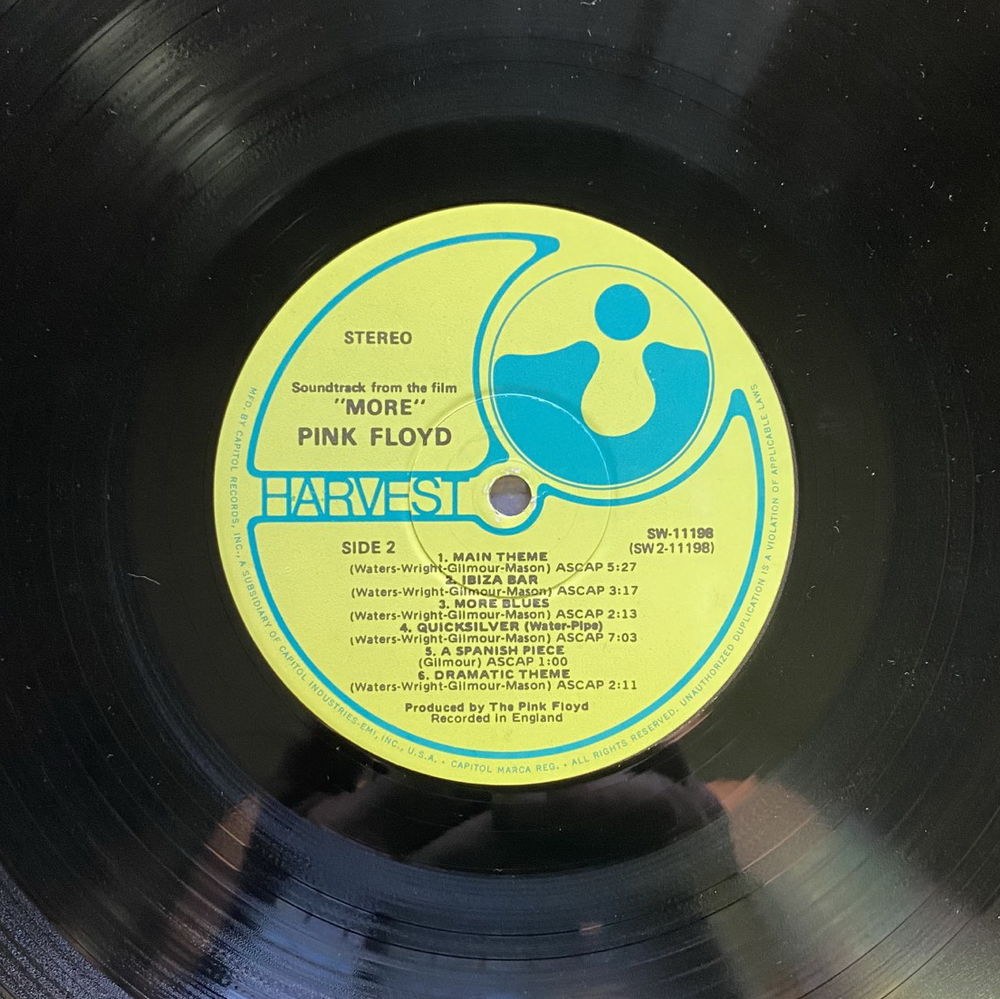 STEREO
Soundtrack from the film
"MORE"
PINK FLOYD
HARVEST
SW-11198
SIDE 2
(SW2-11198)
1. MAIN THEME
(Waters-Wright-Gilmour-Mason) ASCAP 5:27
2. IBIZA BAR
(Waters-Wright-Gilmour-Mason) ASCAP 3:17
3. MORE BLUES
(Waters-Wright-Gilmour-Mason) ASCAP 2:13
4. QUICKSILVER (Water-Pipe)
(Waters-Wright-Gilmour-Mason) ASCAP 7:03
5. A SPANISH PIECE
(Gilmour) ASCAP 1:00
6. DRAMATIC THEME
(Waters-Wright-Gilmour-Mason) ASCAP 2:11
Produced by The Pink Floyd
Recorded in England
MFD. BY CAPITOL RECORDS, INC., A SUBSIDIARY OF CAPITOL INDUSTRIES-EMI, INC., U.S.A. • CAPITOL MARCA REG. • ALL RIGHTS RESERVED. UNAUTHORIZED DUPLICATION IS A VIOLATION OF APPLICABLE LAWS